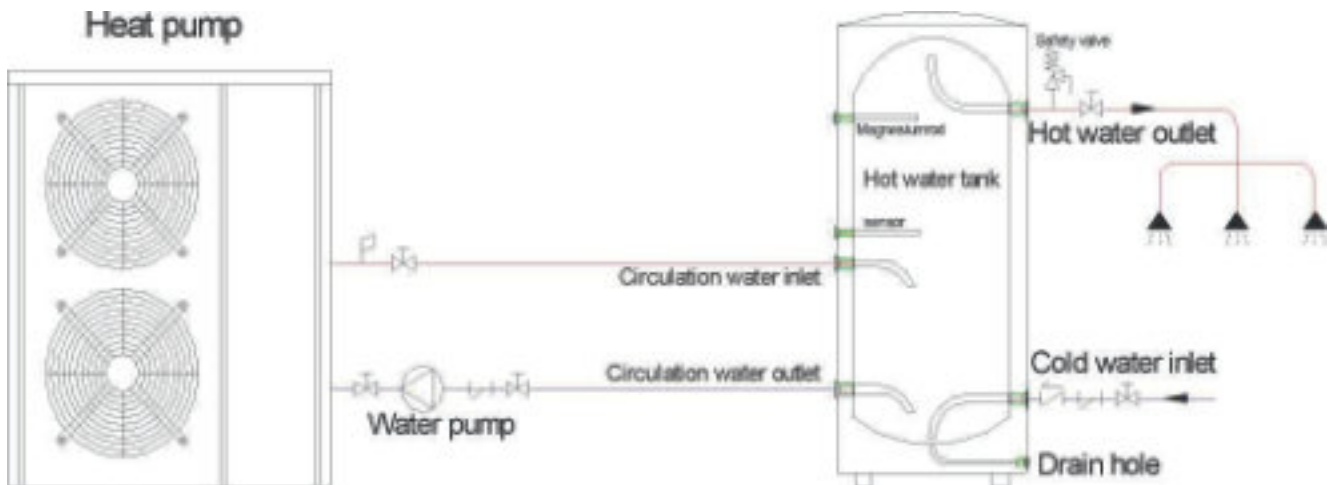 Heat pump
Safety valve
Magnesiumrod
Hot water outlet
Hot water tank
sensor
Circulation water inlet
Cold water inlet
Circulation water outlet
Water pump
Drain hole